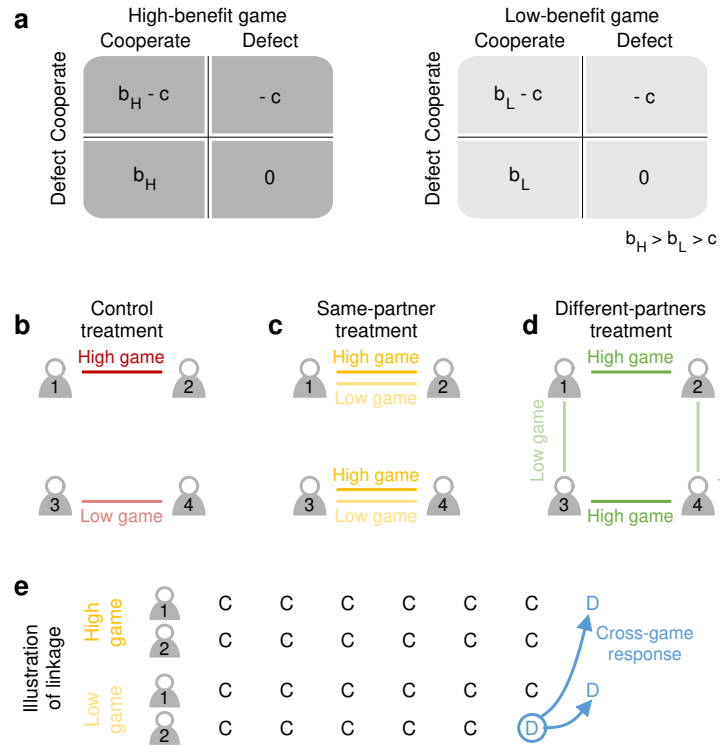 a
High-benefit game
Cooperate Defect
Cooperate
Defect
b_H - c
- c
b_H
0
Low-benefit game
Cooperate Defect
Cooperate
Defect
b_L - c
- c
b_L
0
b_H > b_L > c
b
Control
treatment
High game
1 2
3 4
Low game
c
Same-partner
treatment
High game
1 2
Low game
High game
3 4
Low game
d
Different-partners
treatment
1 2
High game
Low game
3 4
High game
e
Illustration
of linkage
High
game
1 C C C C C C D
2 C C C C C C
Cross-game
response
Low
game
1 C C C C C C D
2 C C C C C D